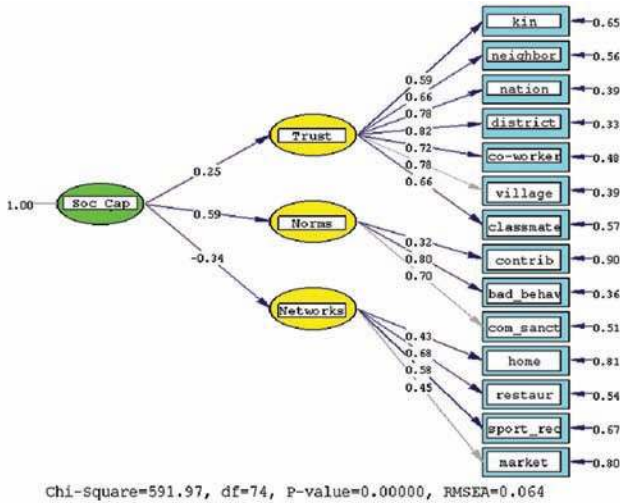 kin
0.65
neighbor
0.56
0.59
nation
0.39
0.66
0.78
district
0.33
Trust
0.82
0.72
co-worker
0.48
0.78
village
0.39
0.25
0.66
1.00
Soc Cap
classmate
0.57
0.59
Norms
0.32
contrib
0.90
0.80
-0.34
0.70
bad_behav
0.36
Networks
com_sanct
0.51
0.43
home
0.81
0.68
0.58
0.45
restaur
0.54
sport_rec
0.67
market
0.80
Chi-Square=591.97, df=74, P-value=0.00000, RMSEA=0.064